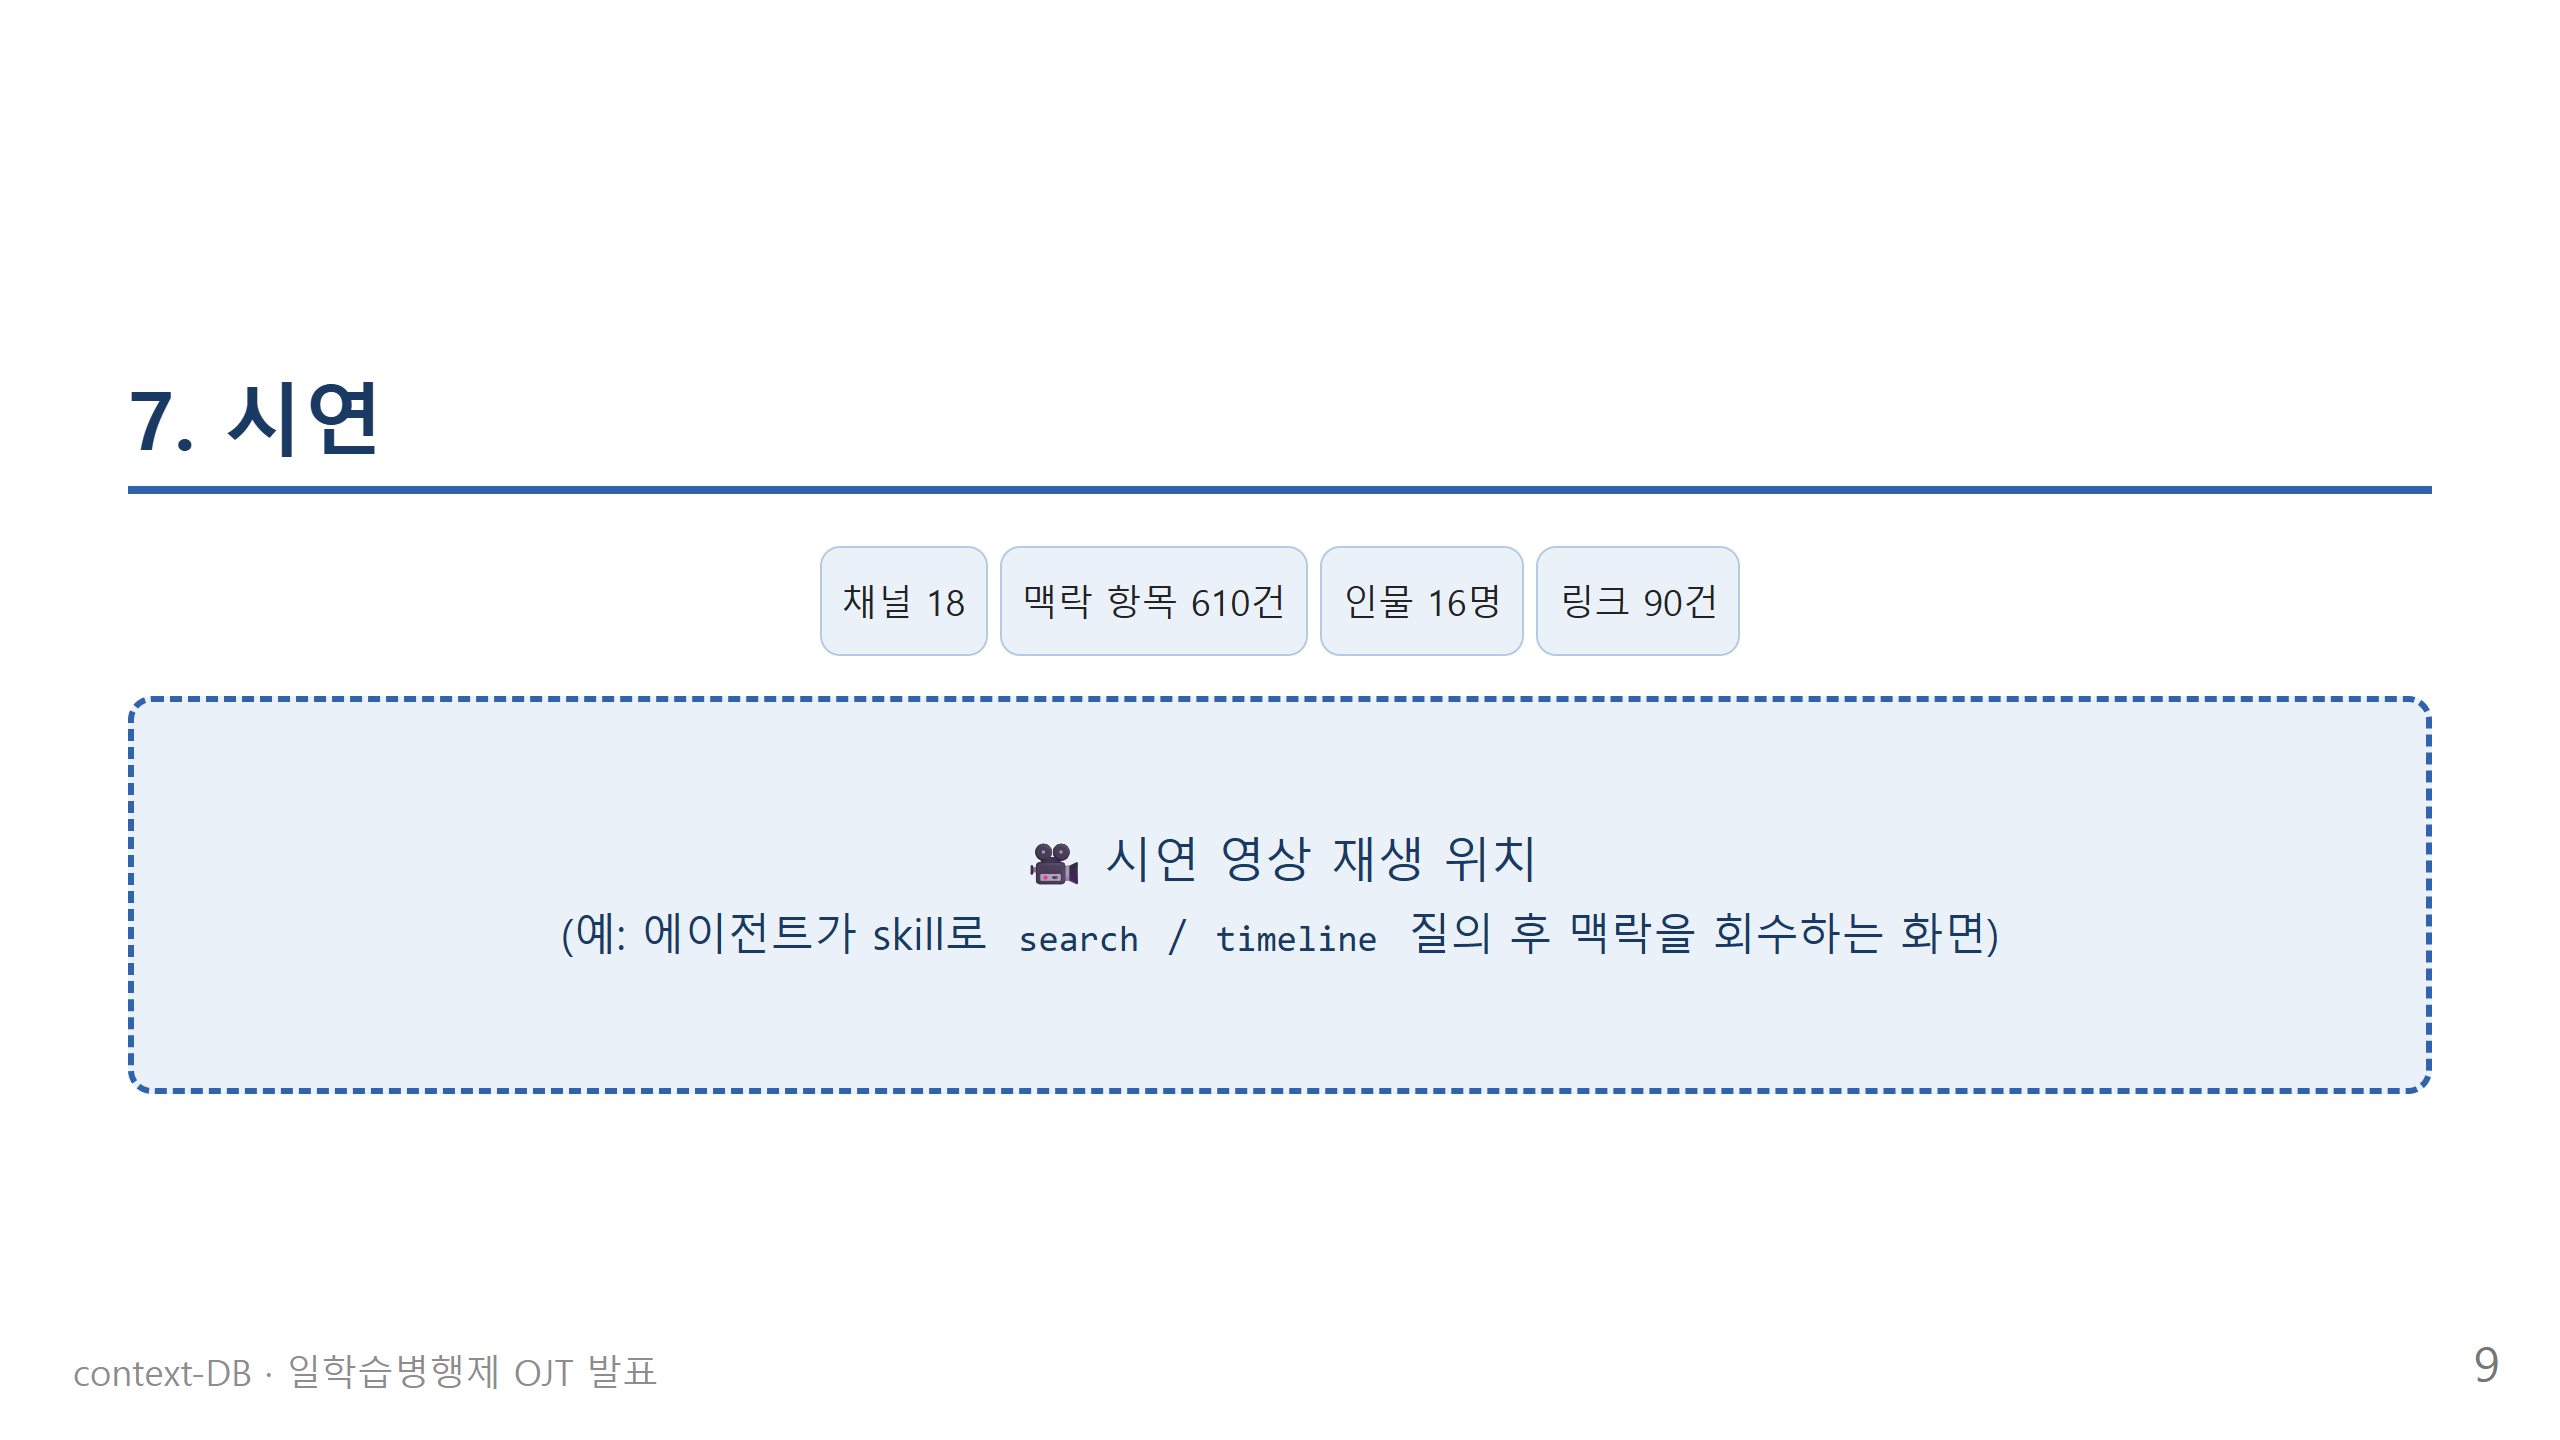 7. 시연
채널 18
맥락 항목 610건
인물 16명
링크 90건
🎥 시연 영상 재생 위치
(예: 에이전트가 skill로 search / timeline 질의 후 맥락을 회수하는 화면)
context-DB · 일학습병행제 OJT 발표
9